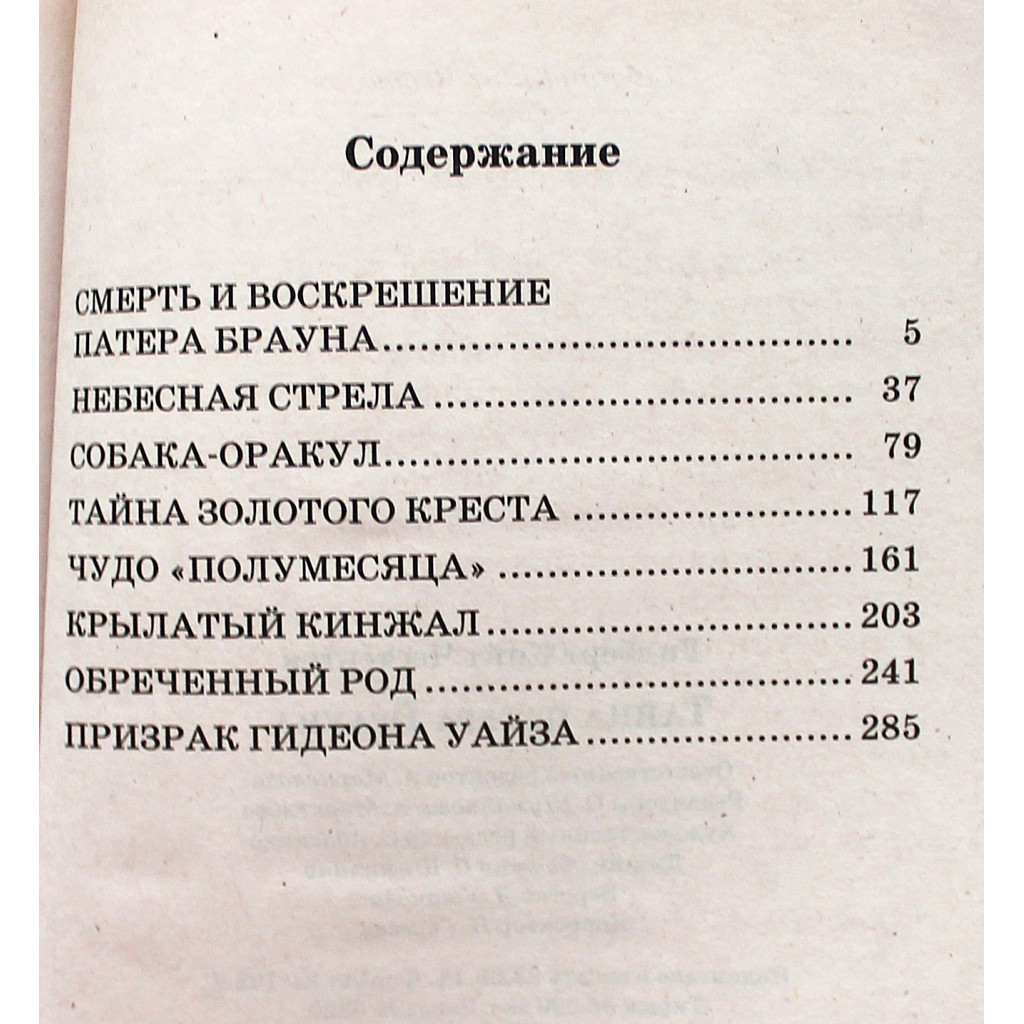 Содержание
СМЕРТЬ И ВОСКРЕШЕНИЕ
ПАТЕРА БРАУНА........................................ 5
НЕБЕСНАЯ СТРЕЛА .................................... 37
СОБАКА-ОРАКУЛ........................................ 79
ТАЙНА ЗОЛОТОГО КРЕСТА ........................ 117
ЧУДО «ПОЛУМЕСЯЦА» .............................. 161
КРЫЛАТЫЙ КИНЖАЛ ............................... 203
ОБРЕЧЕННЫЙ РОД .................................... 241
ПРИЗРАК ГИДЕОНА УАЙЗА ....................... 285